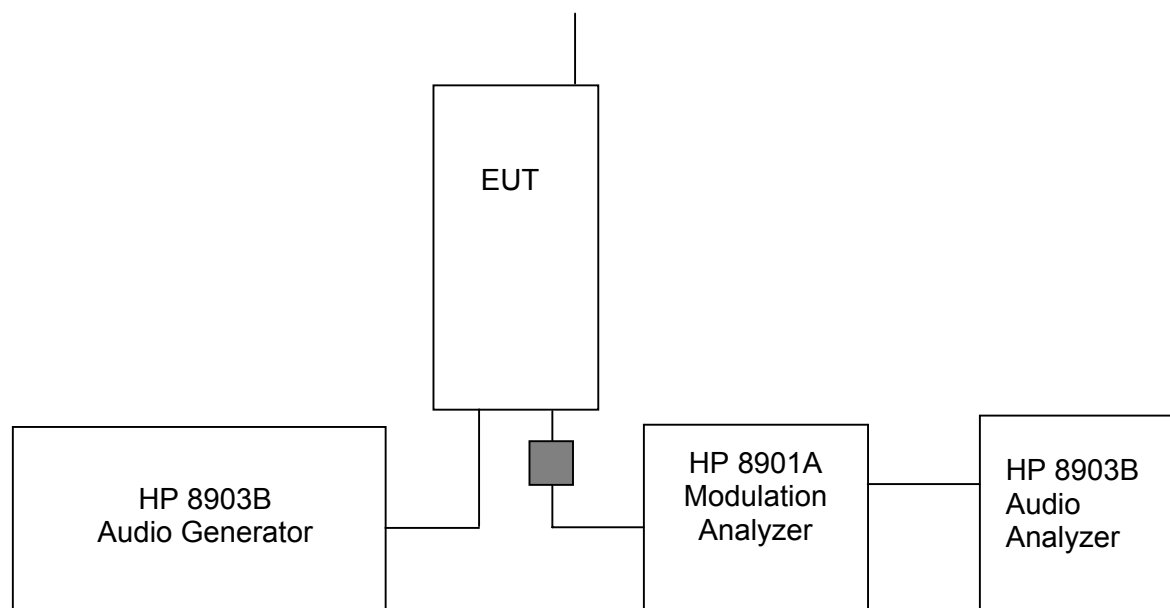 EUT
HP 8903B
Audio Generator
HP 8901A
Modulation
Analyzer
HP 8903B
Audio
Analyzer